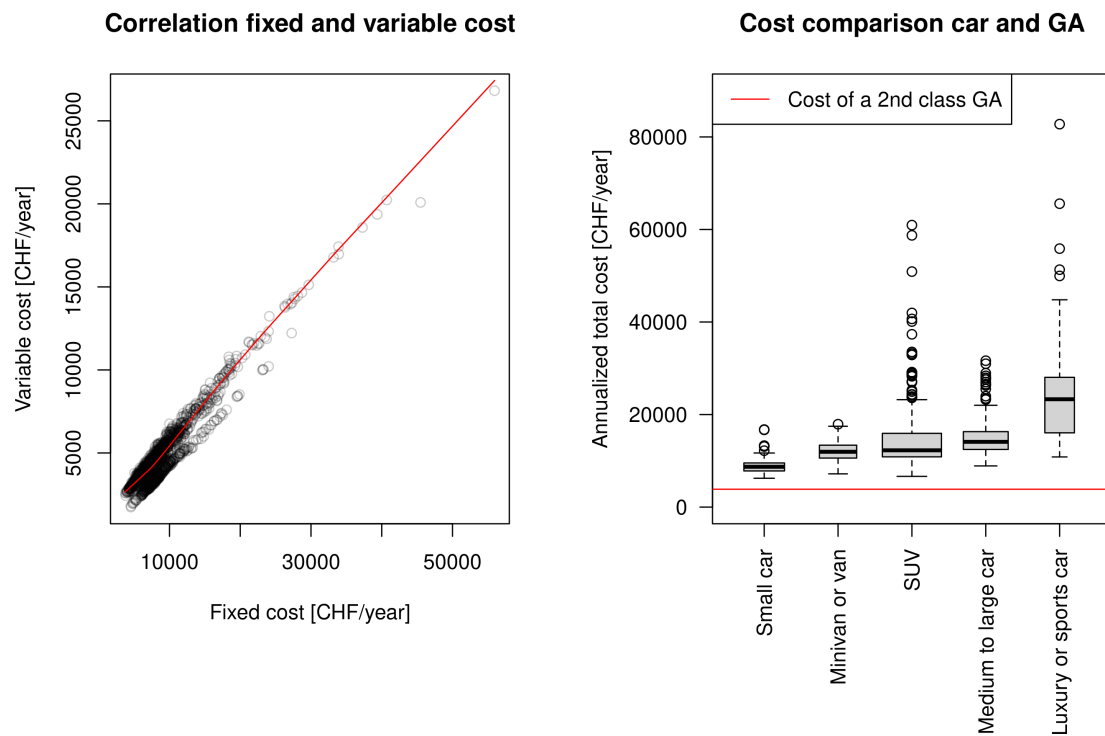 Correlation fixed and variable cost
Variable cost [CHF/year]
25000
20000
15000
10000
5000
10000
30000
50000
Fixed cost [CHF/year]
Cost comparison car and GA
Cost of a 2nd class GA
Annualized total cost [CHF/year]
80000
60000
40000
20000
0
Small car
Minivan or van
SUV
Medium to large car
Luxury or sports car